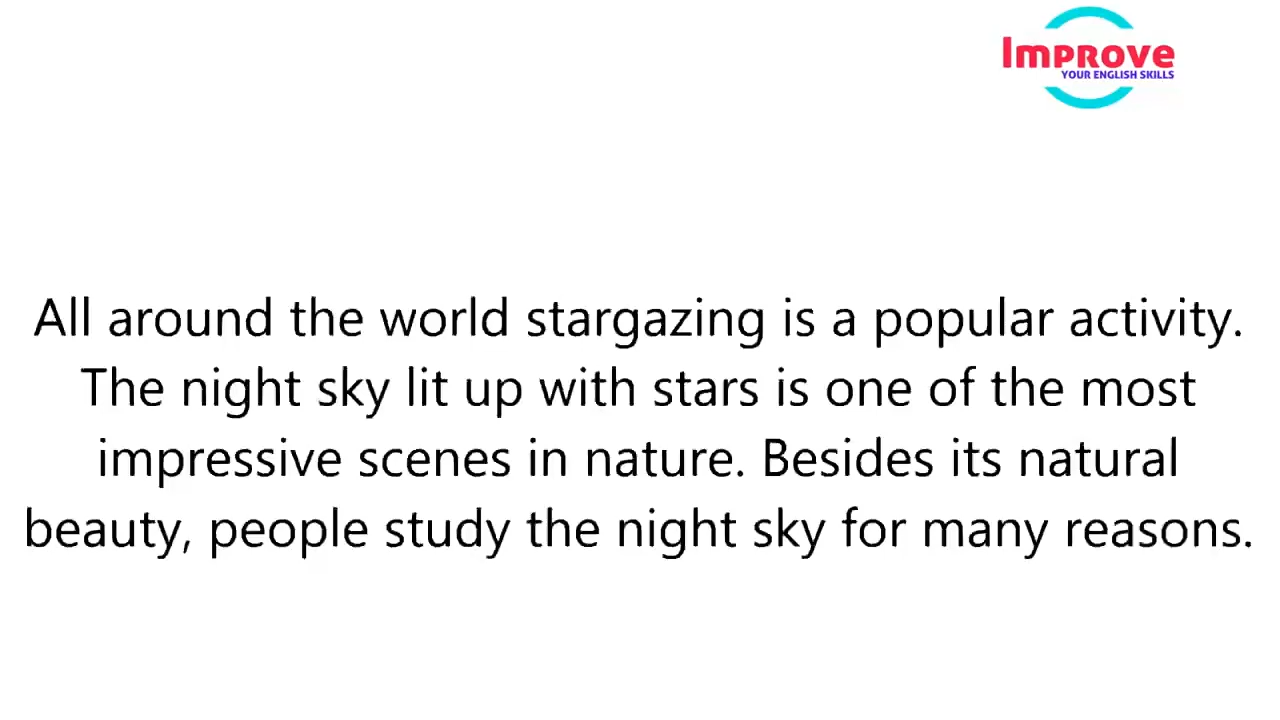 Improve
YOUR ENGLISH SKILLS
All around the world stargazing is a popular activity.
The night sky lit up with stars is one of the most
impressive scenes in nature. Besides its natural
beauty, people study the night sky for many reasons.